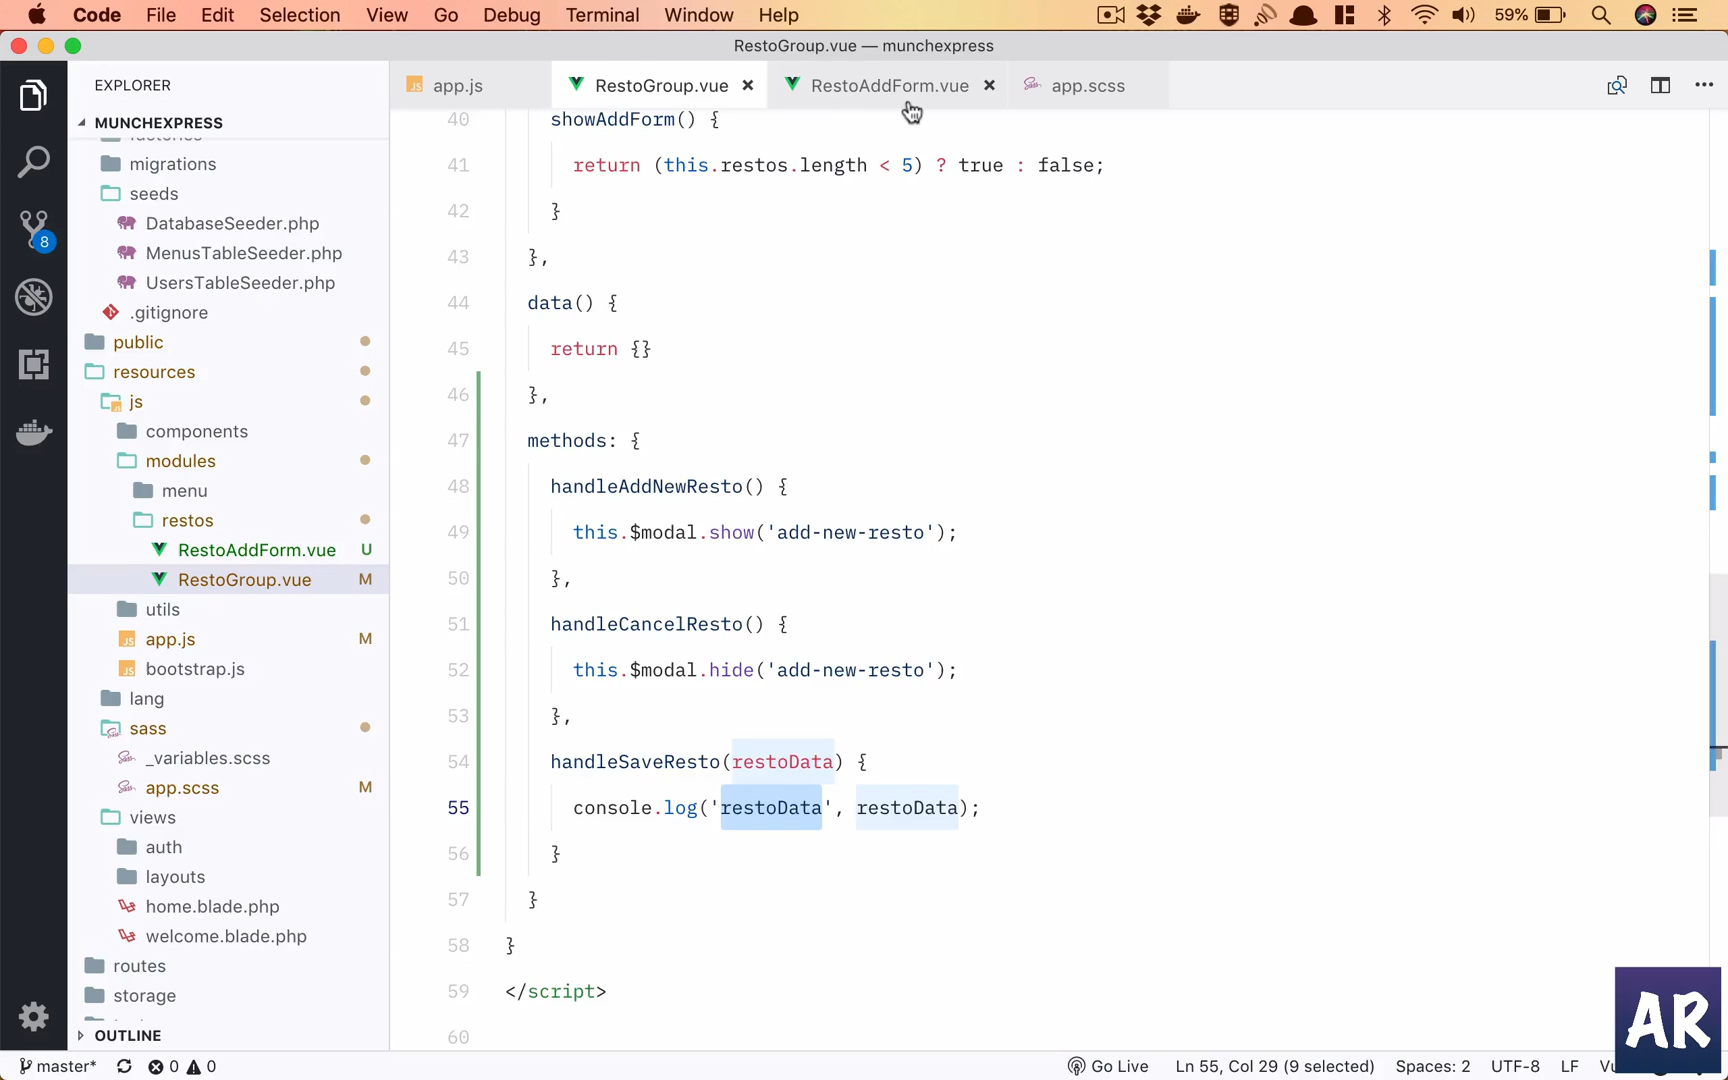 Code File Edit Selection View Go Debug Terminal Window Help 59%
RestoGroup.vue — munchexpress
EXPLORER
app.js RestoGroup.vue × RestoAddForm.vue × app.scss
MUNCHEXPRESS
migrations
seeds
DatabaseSeeder.php
MenusTableSeeder.php
UsersTableSeeder.php
.gitignore
public
resources
js
components
modules
menu
restos
RestoAddForm.vue U
RestoGroup.vue M
utils
app.js M
bootstrap.js
lang
sass
_variables.scss
app.scss M
views
auth
layouts
home.blade.php
welcome.blade.php
routes
storage
OUTLINE
8
40 showAddForm() {
41 return (this.restos.length < 5) ? true : false;
42 }
43 },
44 data() {
45 return {}
46 },
47 methods: {
48 handleAddNewResto() {
49 this.$modal.show('add-new-resto');
50 },
51 handleCancelResto() {
52 this.$modal.hide('add-new-resto');
53 },
54 handleSaveResto(restoData) {
55 console.log('restoData', restoData);
56 }
57 }
58 }
59 </script>
60
AR
master* 0 0 Go Live Ln 55, Col 29 (9 selected) Spaces: 2 UTF-8 LF